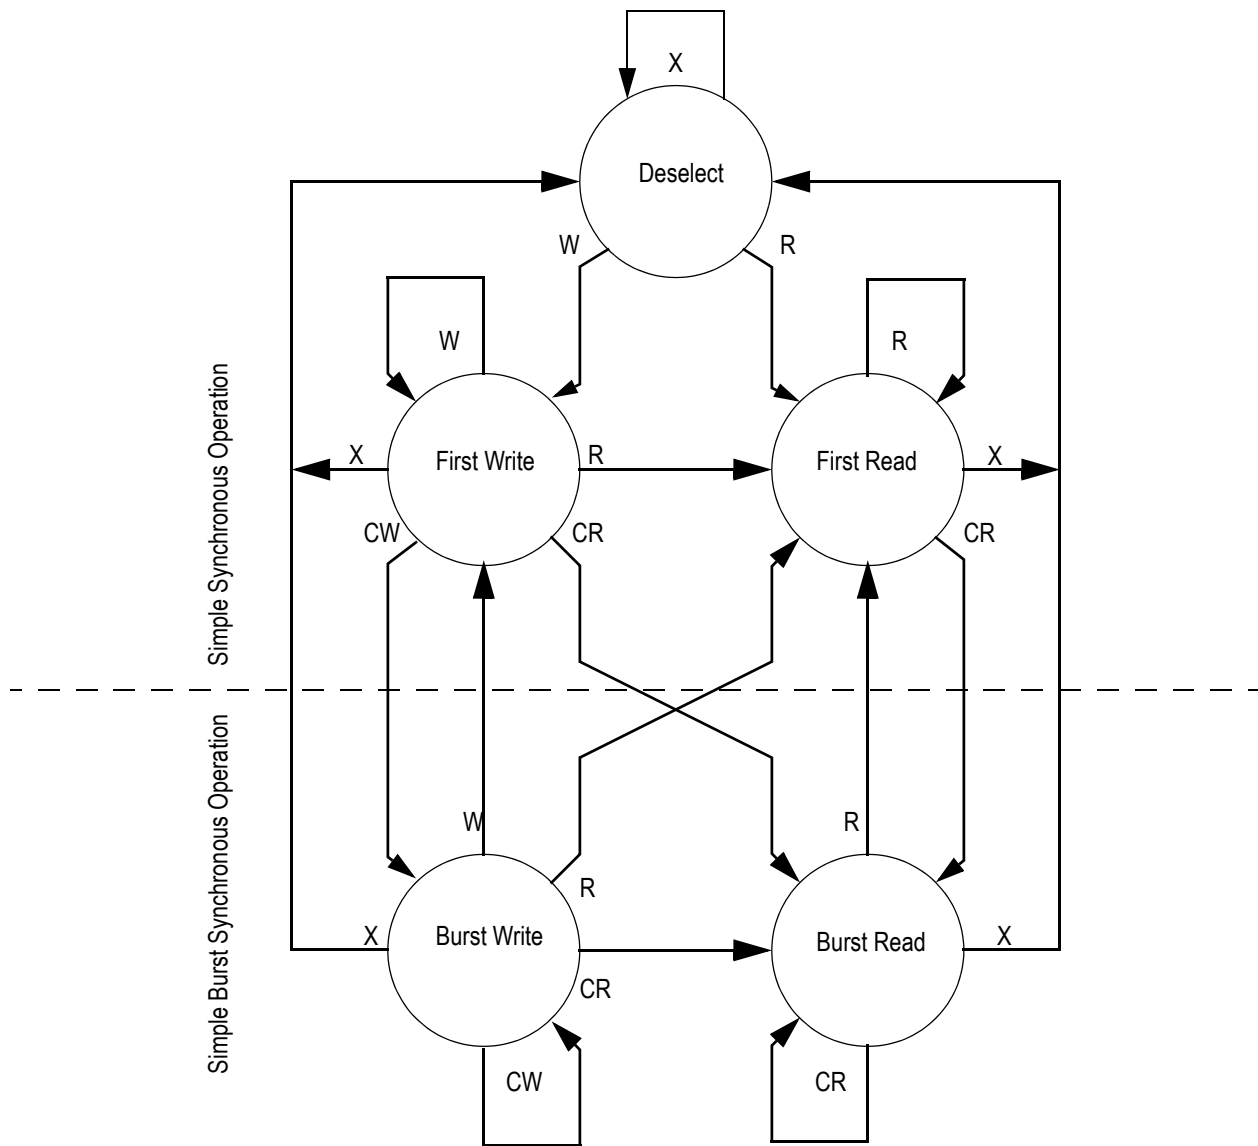 X
Deselect
W
R
W
R
Simple Synchronous Operation
X
First Write
R
First Read
X
CW
CR
CR
Simple Burst Synchronous Operation
W
R
R
X
Burst Write
Burst Read
X
CR
CW
CR